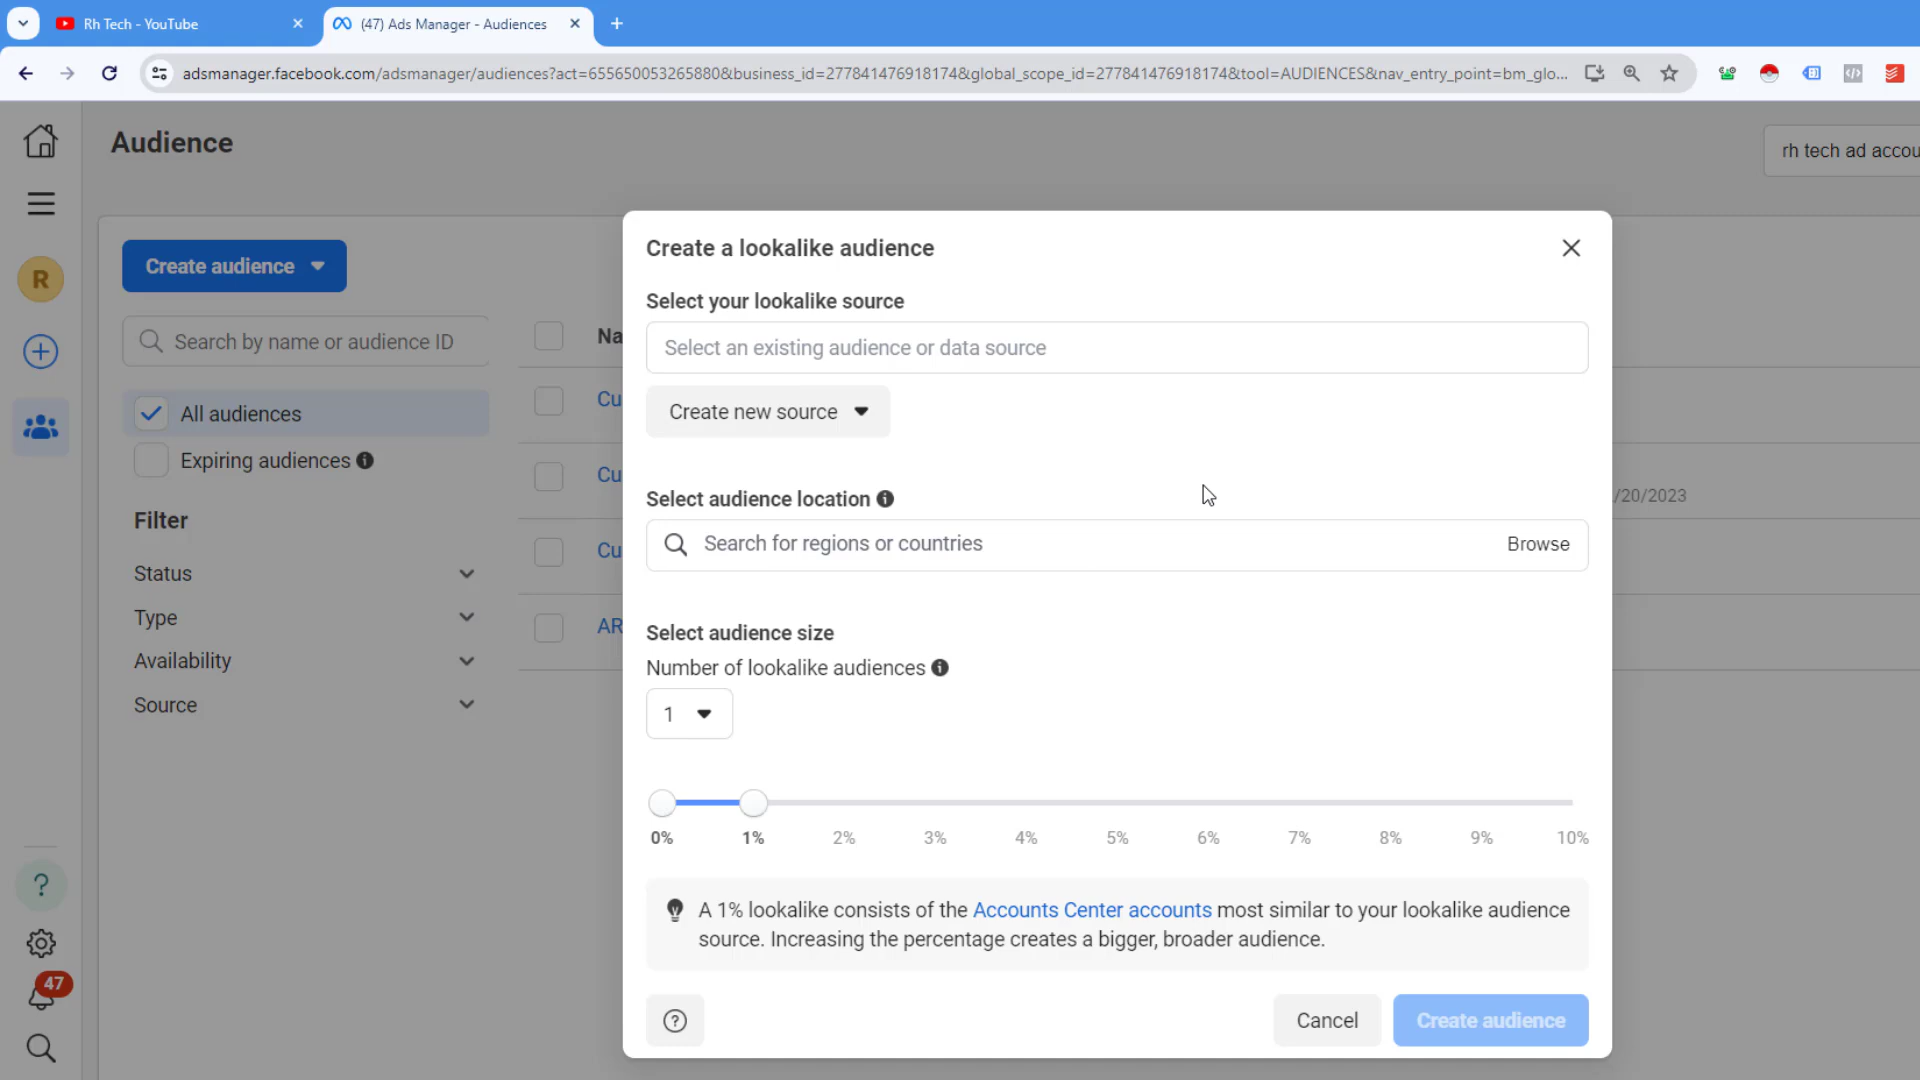 Rh Tech - YouTube
(47) Ads Manager - Audiences
adsmanager.facebook.com/adsmanager/audiences?act=655650053265880&business_id=277841476918174&global_scope_id=277841476918174&tool=AUDIENCES&nav_entry_point=bm_glo...
Audience
rh tech ad accou
R
Create audience
Search by name or audience ID
All audiences
Expiring audiences
Filter
Status
Type
Availability
Source
?
47
Na
Cu
Cu
Cu
AR
/20/2023
Create a lookalike audience
Select your lookalike source
Select an existing audience or data source
Create new source
Select audience location
Search for regions or countries
Browse
Select audience size
Number of lookalike audiences
1
0% 1% 2% 3% 4% 5% 6% 7% 8% 9% 10%
A 1% lookalike consists of the Accounts Center accounts most similar to your lookalike audience
source. Increasing the percentage creates a bigger, broader audience.
?
Cancel
Create audience